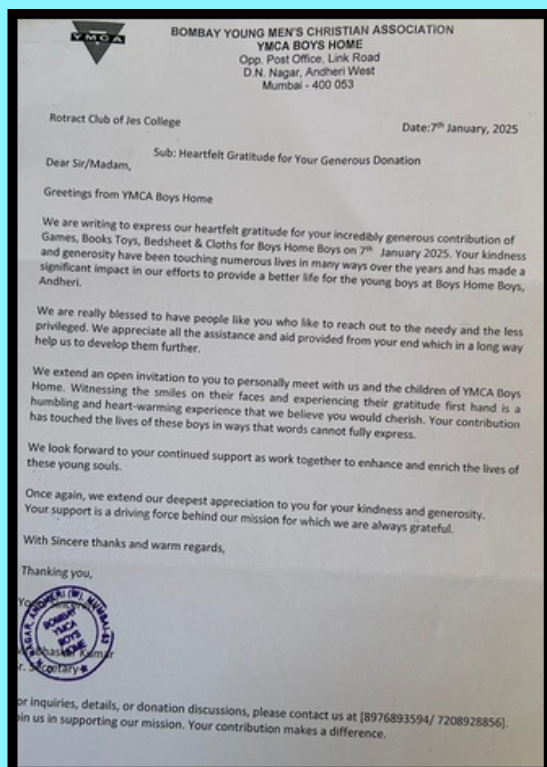 YMCA
BOMBAY YOUNG MEN'S CHRISTIAN ASSOCIATION
YMCA BOYS HOME
Opp. Post Office, Link Road
D.N. Nagar, Andheri West
Mumbai - 400 053
Rotract Club of Jes College
Date:7th January, 2025
Sub: Heartfelt Gratitude for Your Generous Donation
Dear Sir/Madam,
Greetings from YMCA Boys Home
We are writing to express our heartfelt gratitude for your incredibly generous contribution of
Games, Books Toys, Bedsheet & Cloths for Boys Home Boys on 7th January 2025. Your kindness
and generosity have been touching numerous lives in many ways over the years and has made a
significant impact in our efforts to provide a better life for the young boys at Boys Home Boys,
Andheri.
We are really blessed to have people like you who like to reach out to the needy and the less
privileged. We appreciate all the assistance and aid provided from your end which in a long way
help us to develop them further.
We extend an open invitation to you to personally meet with us and the children of YMCA Boys
Home. Witnessing the smiles on their faces and experiencing their gratitude first hand is a
humbling and heart-warming experience that we believe you would cherish. Your contribution
has touched the lives of these boys in ways that words cannot fully express.
We look forward to your continued support as work together to enhance and enrich the lives of
these young souls.
Once again, we extend our deepest appreciation to you for your kindness and generosity.
Your support is a driving force behind our mission for which we are always grateful.
With Sincere thanks and warm regards,
Thanking you,
NAGAR, ANDHERI (W), MUMBAI-53
BOMBAY
YMCA
BOYS
HOME
Kumar
Secretary
or inquiries, details, or donation discussions, please contact us at [8976893594/ 7208928856].
oin us in supporting our mission. Your contribution makes a difference.